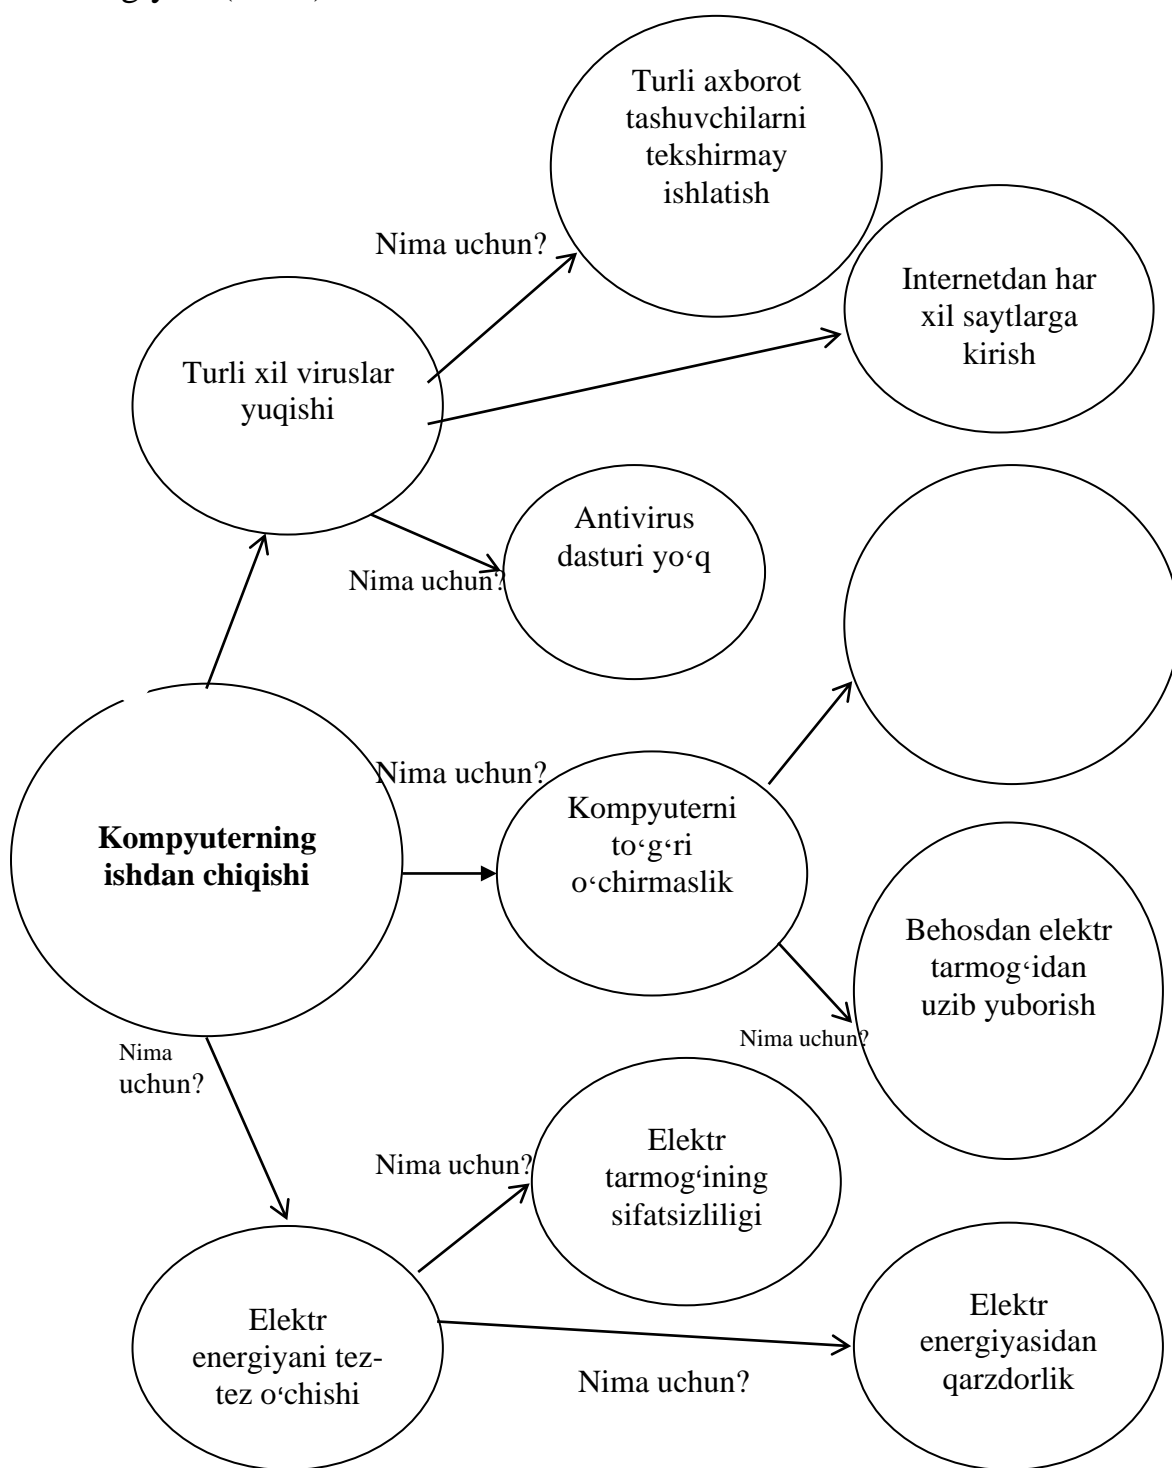 Turli axborot
tashuvchilarni
tekshirmay
ishlatish
Nima uchun?
Internetdan har
xil saytlarga
kirish
Turli xil viruslar
yuqishi
Antivirus
dasturi yo‘q
Nima uchun?
Nima uchun?
Kompyuterni
to‘g‘ri
o‘chirmaslik
Kompyuterning
ishdan chiqishi
Behosdan elektr
tarmog‘idan
uzib yuborish
Nima uchun?
Nima
uchun?
Elektr
tarmog‘ining
sifatsizliligi
Nima uchun?
Elektr
energiyani tez-
tez o‘chishi
Nima uchun?
Elektr
energiyasidan
qarzdorlik